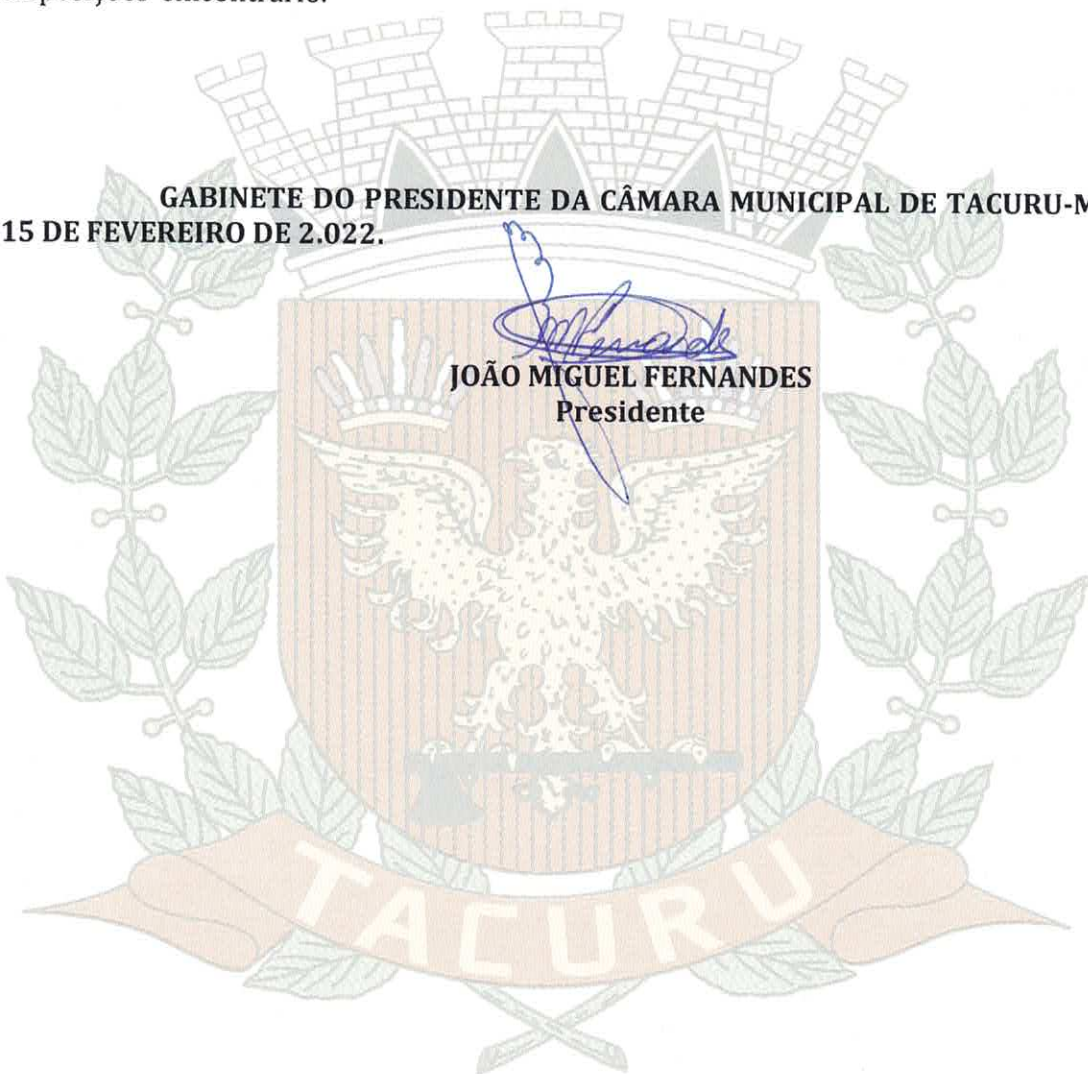 emcontrário.
GABINETE DO PRESIDENTE DA CÂMARA MUNICIPAL DE TACURU-M
15 DE FEVEREIRO DE 2.022.
JOÃO MIGUEL FERNANDES
Presidente
TACURU